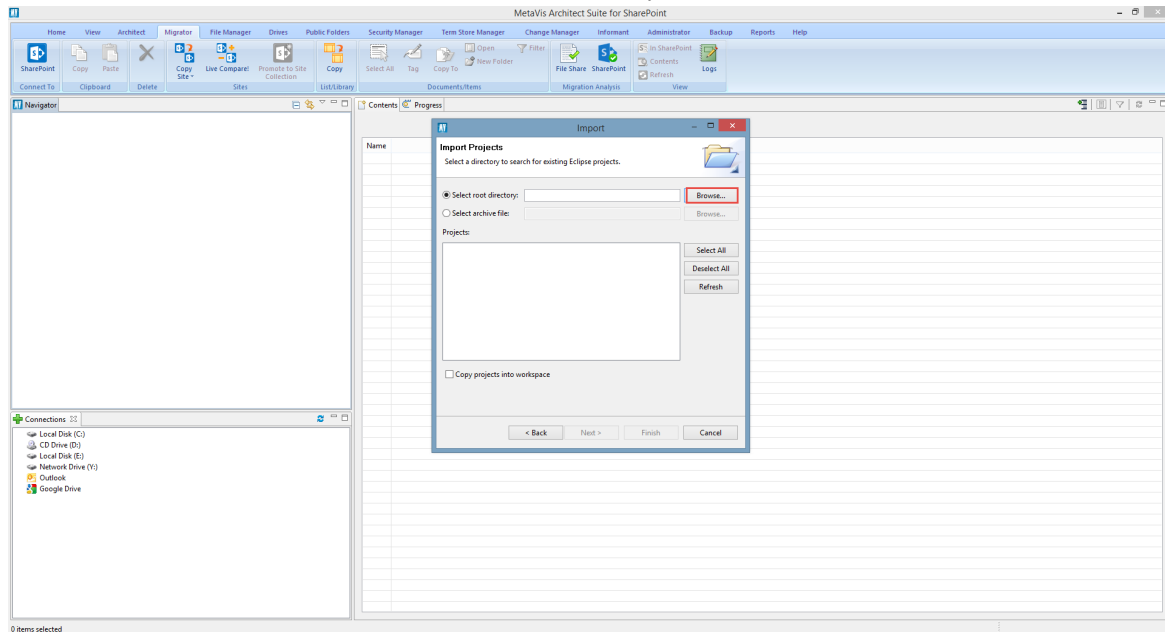 MetaVis Architect Suite for SharePoint
Home View Architect Migrator File Manager Drives Public Folders Security Manager Term Store Manager Change Manager Informant Administrator Backup Reports Help
SharePoint Copy Paste Copy Site Live Compare! Promote to Site Collection Copy Select All Tag Copy To Open New Folder Filter File Share SharePoint In SharePoint Contents Refresh Logs
Connect To Clipboard Delete Sites List/Library Documents/Items Migration Analysis View
Navigator
Contents Progress
Name
Import
Import Projects
Select a directory to search for existing Eclipse projects.
Select root directory: Browse...
Select archive file: Browse...
Projects:
Select All
Deselect All
Refresh
Copy projects into workspace
< Back Next > Finish Cancel
Connections
Local Disk (C:)
CD Drive (D:)
Local Disk (E:)
Network Drive (Y:)
Outlook
Google Drive
0 items selected